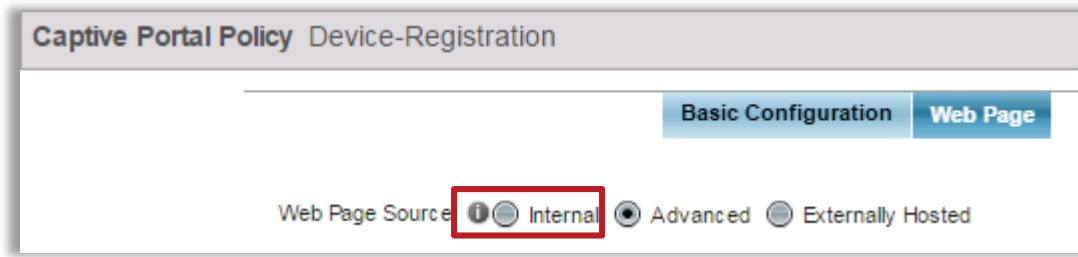 Captive Portal Policy Device-Registration
Basic Configuration Web Page
Web Page Source i Internal Advanced Externally Hosted